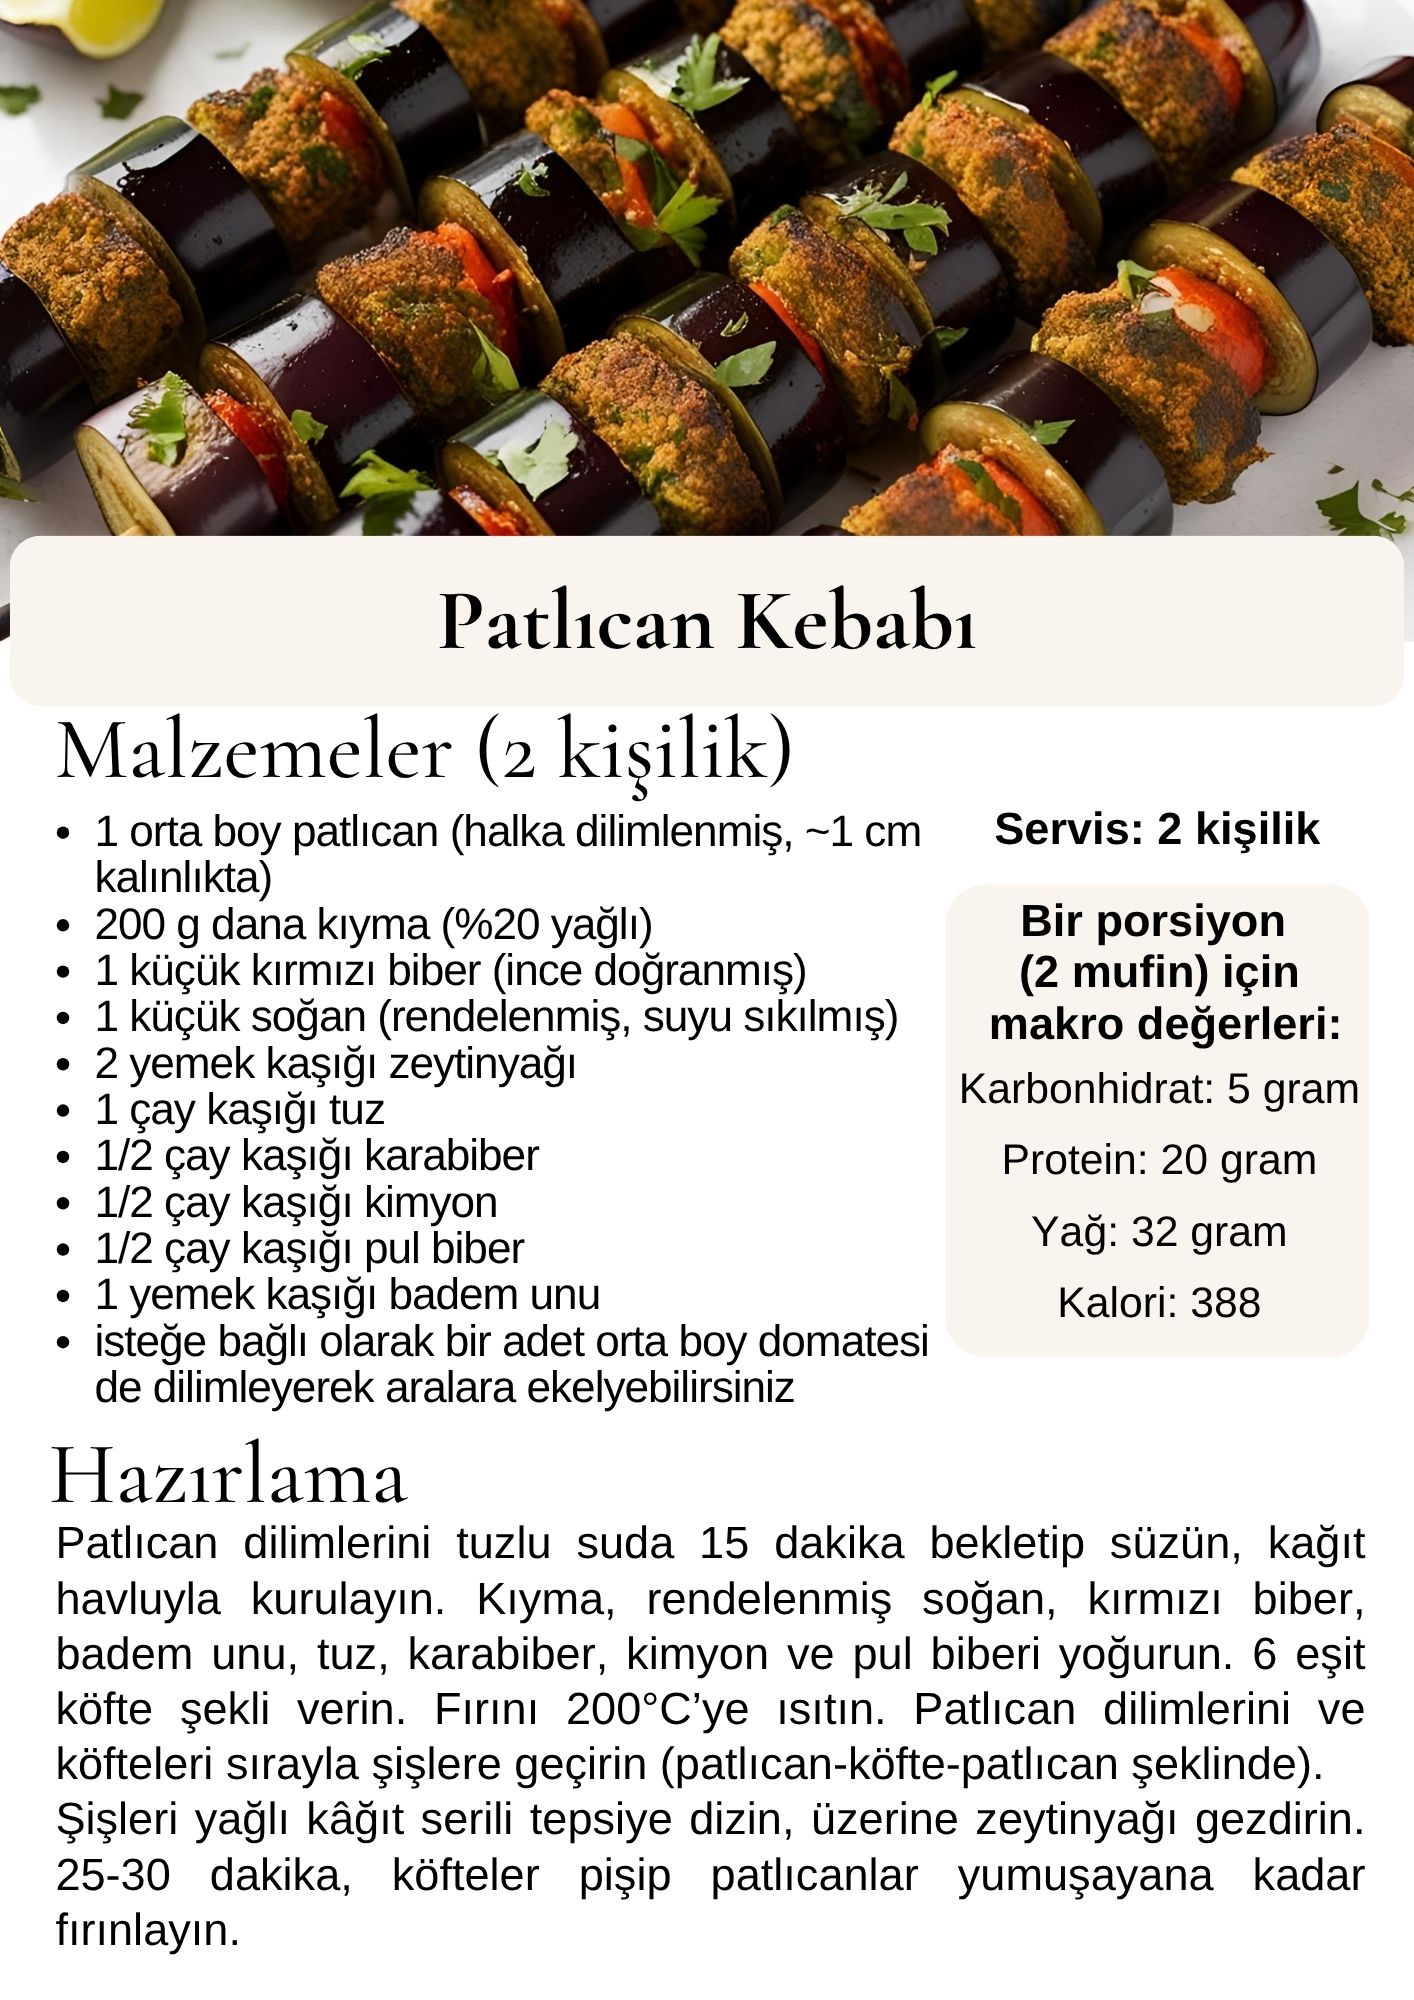 Patlıcan Kebabı
Malzemeler (2 kişilik)
• 1 orta boy patlıcan (halka dilimlenmiş, ~1 cm
kalınlıkta)
• 200 g dana kıyma (%20 yağlı)
• 1 küçük kırmızı biber (ince doğranmış)
• 1 küçük soğan (rendelenmiş, suyu sıkılmış)
• 2 yemek kaşığı zeytinyağı
• 1 çay kaşığı tuz
• 1/2 çay kaşığı karabiber
• 1/2 çay kaşığı kimyon
• 1/2 çay kaşığı pul biber
• 1 yemek kaşığı badem unu
• isteğe bağlı olarak bir adet orta boy domatesi
de dilimleyerek aralara ekelyebilirsiniz
Servis: 2 kişilik
Bir porsiyon
(2 mufin) için
makro değerleri:
Karbonhidrat: 5 gram
Protein: 20 gram
Yağ: 32 gram
Kalori: 388
Hazırlama
Patlıcan dilimlerini tuzlu suda 15 dakika bekletip süzün, kağıt
havluyla kurulayın. Kıyma, rendelenmiş soğan, kırmızı biber,
badem unu, tuz, karabiber, kimyon ve pul biberi yoğurun. 6 eşit
köfte şekli verin. Fırını 200°C’ye ısıtın. Patlıcan dilimlerini ve
köfteleri sırayla şişlere geçirin (patlıcan-köfte-patlıcan şeklinde).
Şişleri yağlı kâğıt serili tepsiye dizin, üzerine zeytinyağı gezdirin.
25-30 dakika, köfteler pişip patlıcanlar yumuşayana kadar
fırınlayın.